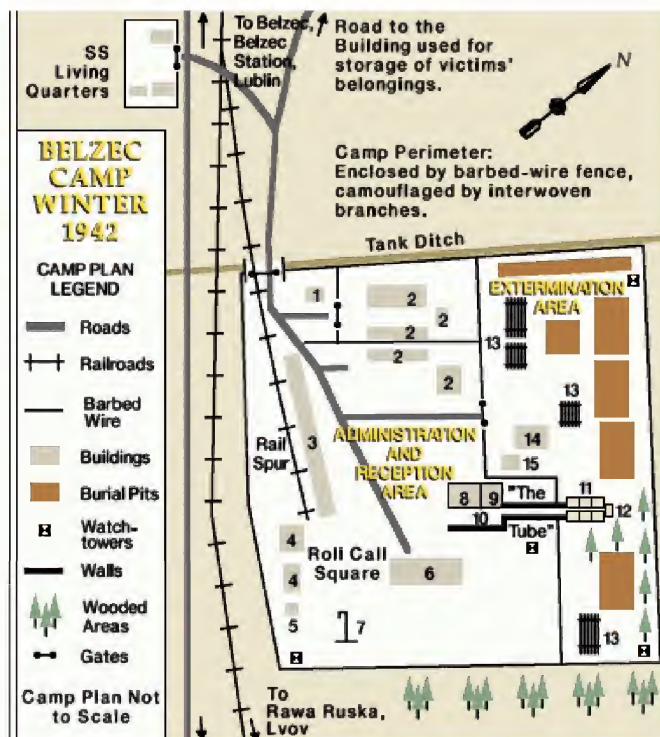 To Belzec,
Belzec
Station,
Lublin
Road to the
Building used for
storage of victims'
belongings.
SS
Living
Quarters
N
BELZEC
CAMP
WINTER
1942
Camp Perimeter:
Enclosed by barbed-wire fence,
camouflaged by interwoven
branches.
Tank Ditch
CAMP PLAN
LEGEND
Roads
Railroads
Barbed
Wire
Buildings
Burial Pits
Watch-
towers
Walls
Wooded
Areas
Gates
Camp Plan Not
to Scale
EXTERMINATION
AREA
1
2
2
2
2
2
13
13
Rail
Spur
3
ADMINISTRATION
AND
RECEPTION
AREA
14
15
8
9
"The
Tube"
10
11
12
4
4
Roll Call
Square
6
5
7
13
To
Rawa Ruska,
Lvov